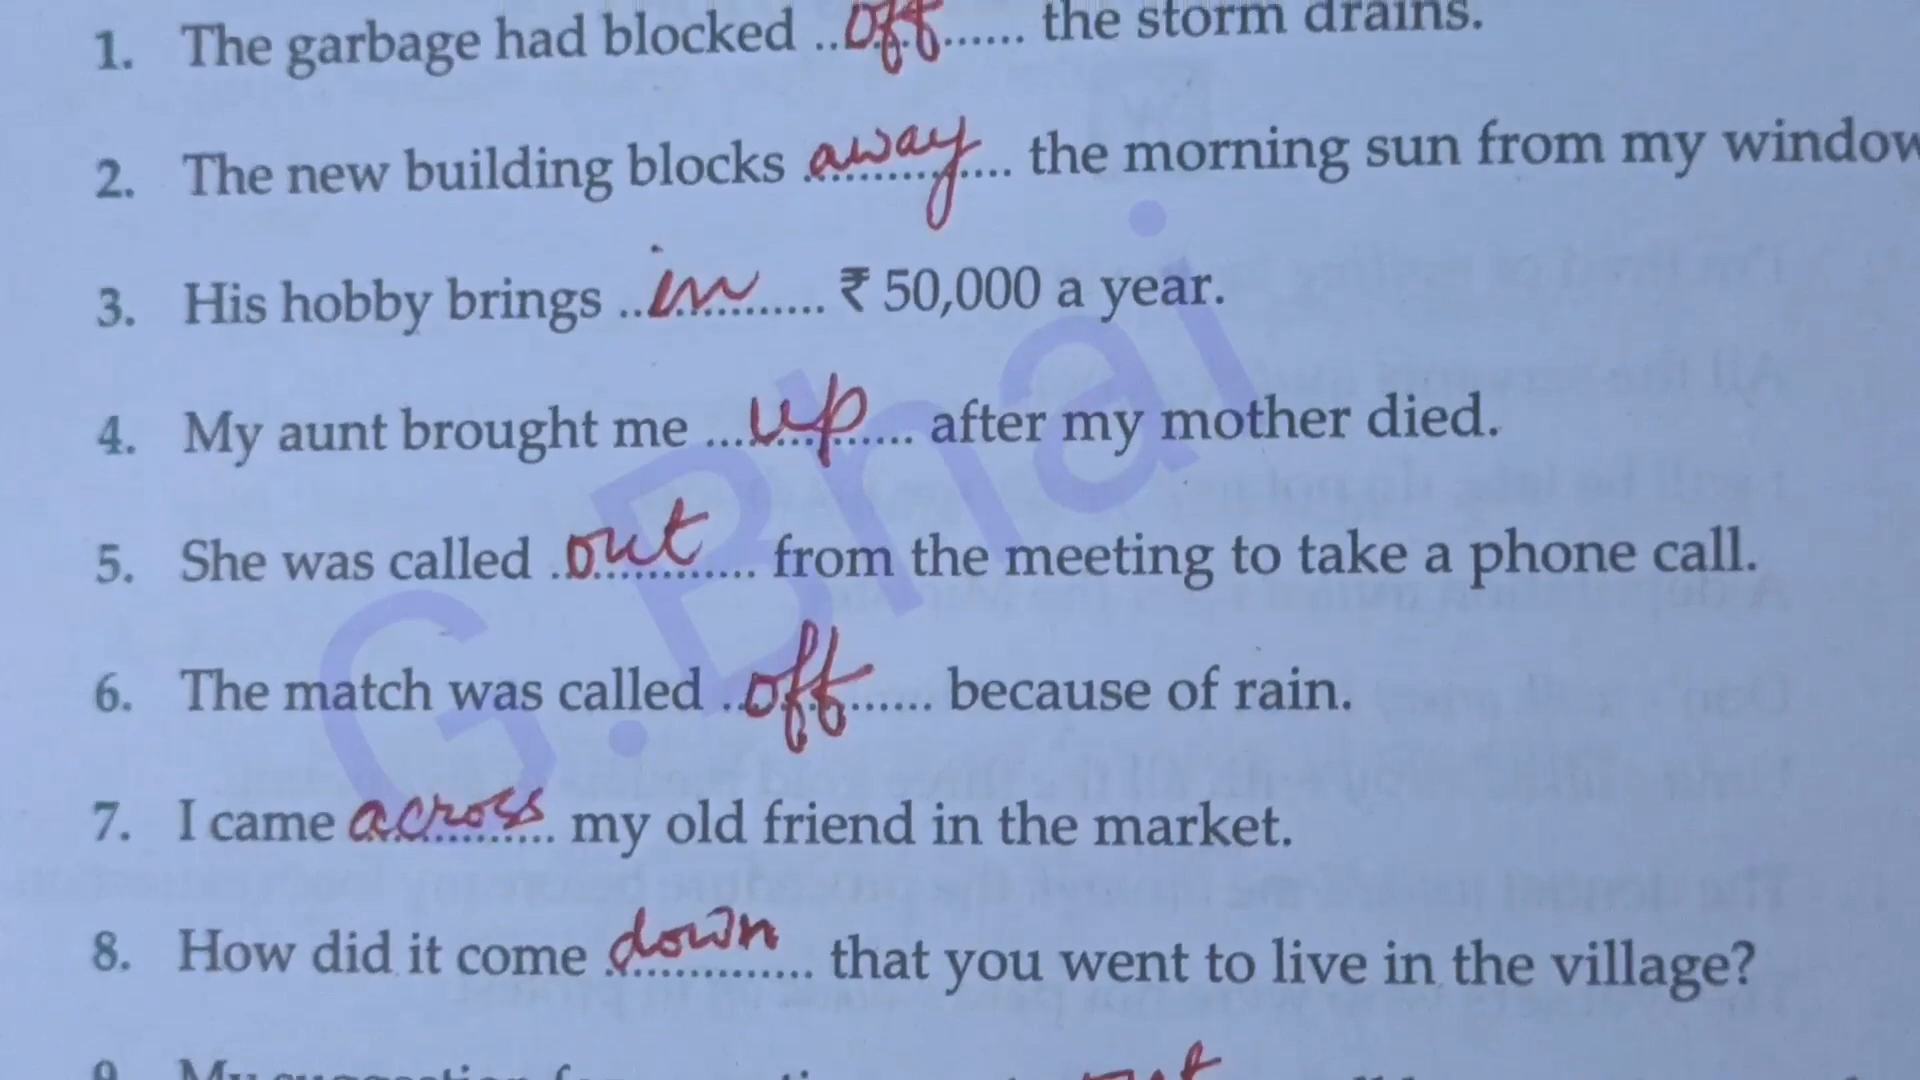 1. The garbage had blocked ..off...... the storm drains.
2. The new building blocks away the morning sun from my window
3. His hobby brings ..in.......... ₹ 50,000 a year.
4. My aunt brought me ...up...... after my mother died.
5. She was called .out............ from the meeting to take a phone call.
6. The match was called ..off...... because of rain.
7. I came across my old friend in the market.
8. How did it come down that you went to live in the village?
9. My
G.Bhai